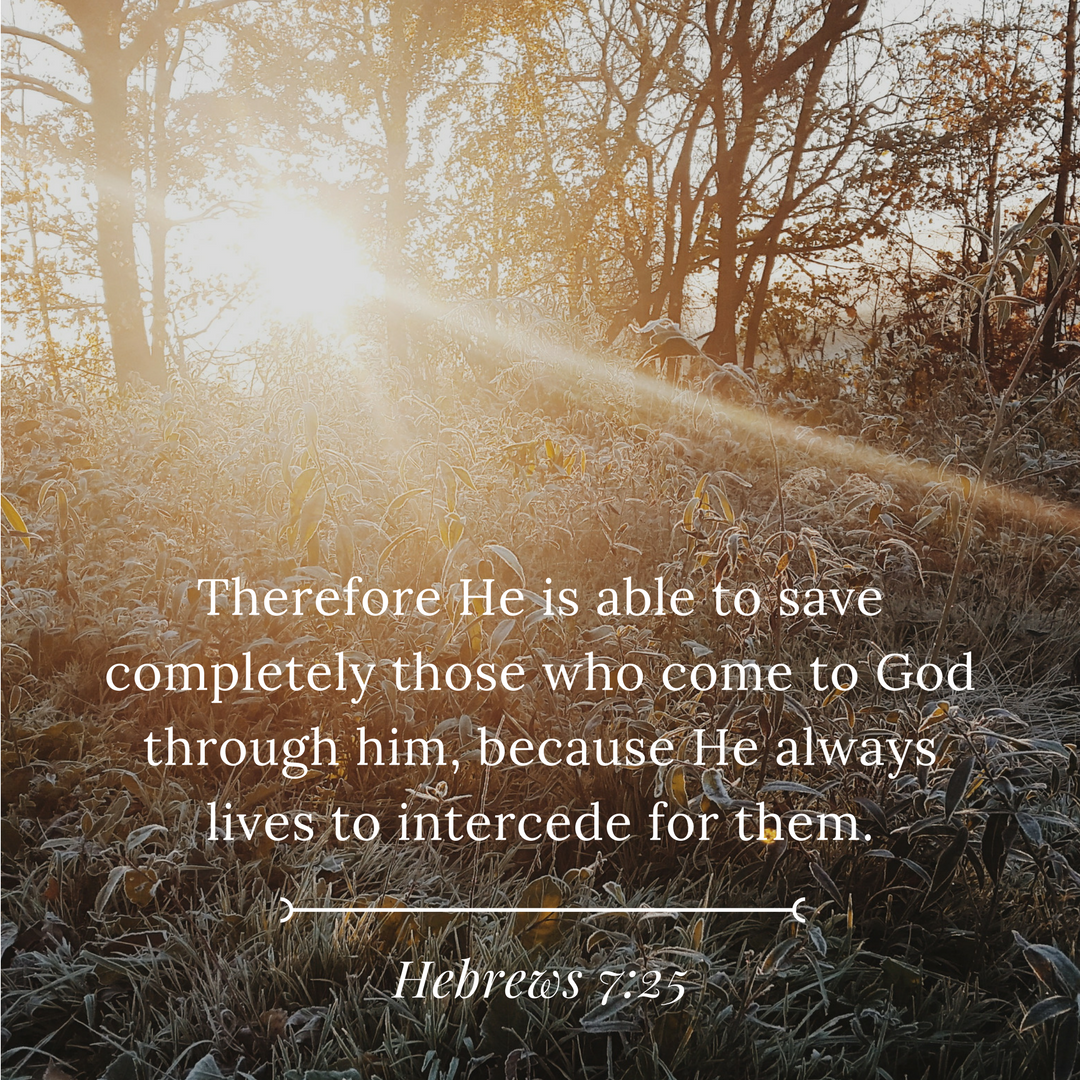 Therefore He is able to save
completely those who come to God
through him, because He always
lives to intercede for them.
Hebrews 7:25